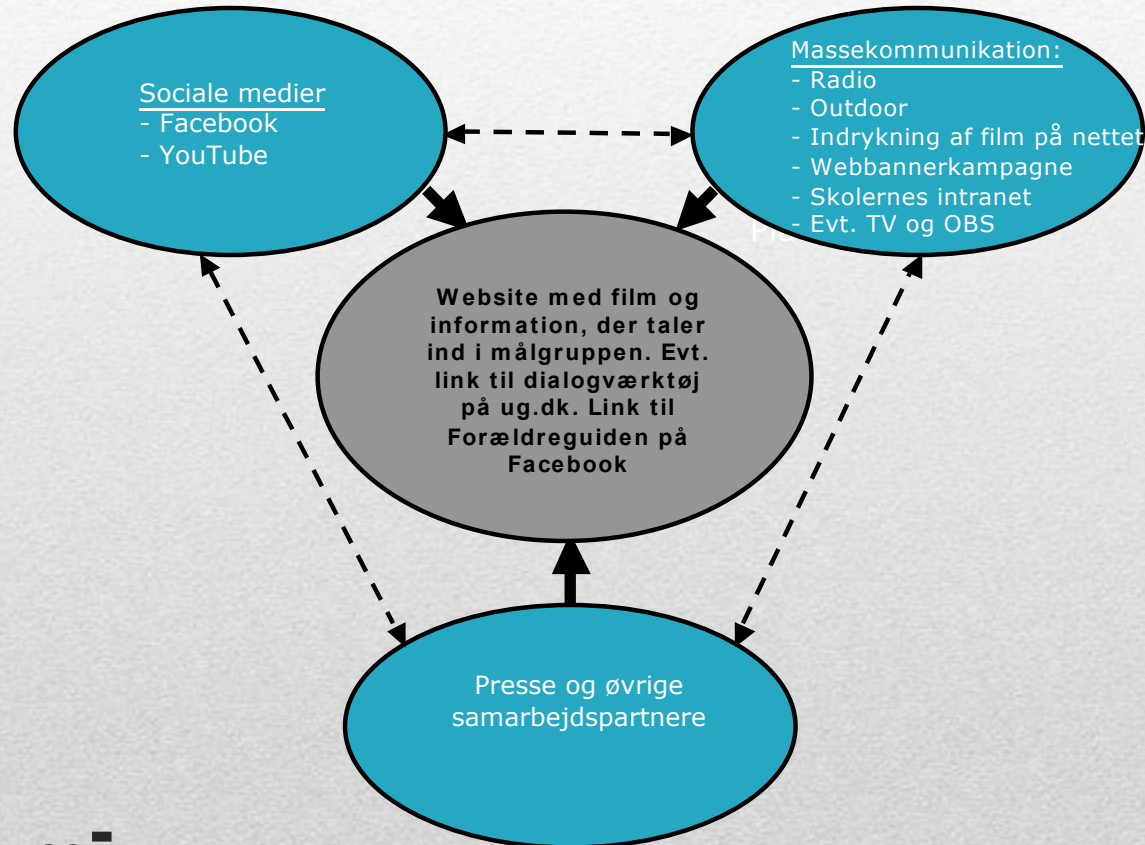 Sociale medier
- Facebook
- YouTube
Massekommunikation:
- Radio
- Outdoor
- Indrykning af film på nettet
- Webbannerkampagne
- Skolernes intranet
- Evt. TV og OBS
Website med film og
information, der taler
ind i målgruppen. Evt.
link til dialogværktøj
på ug.dk. Link til
Forældreguiden på
Facebook
Presse og øvrige
samarbejdspartnere